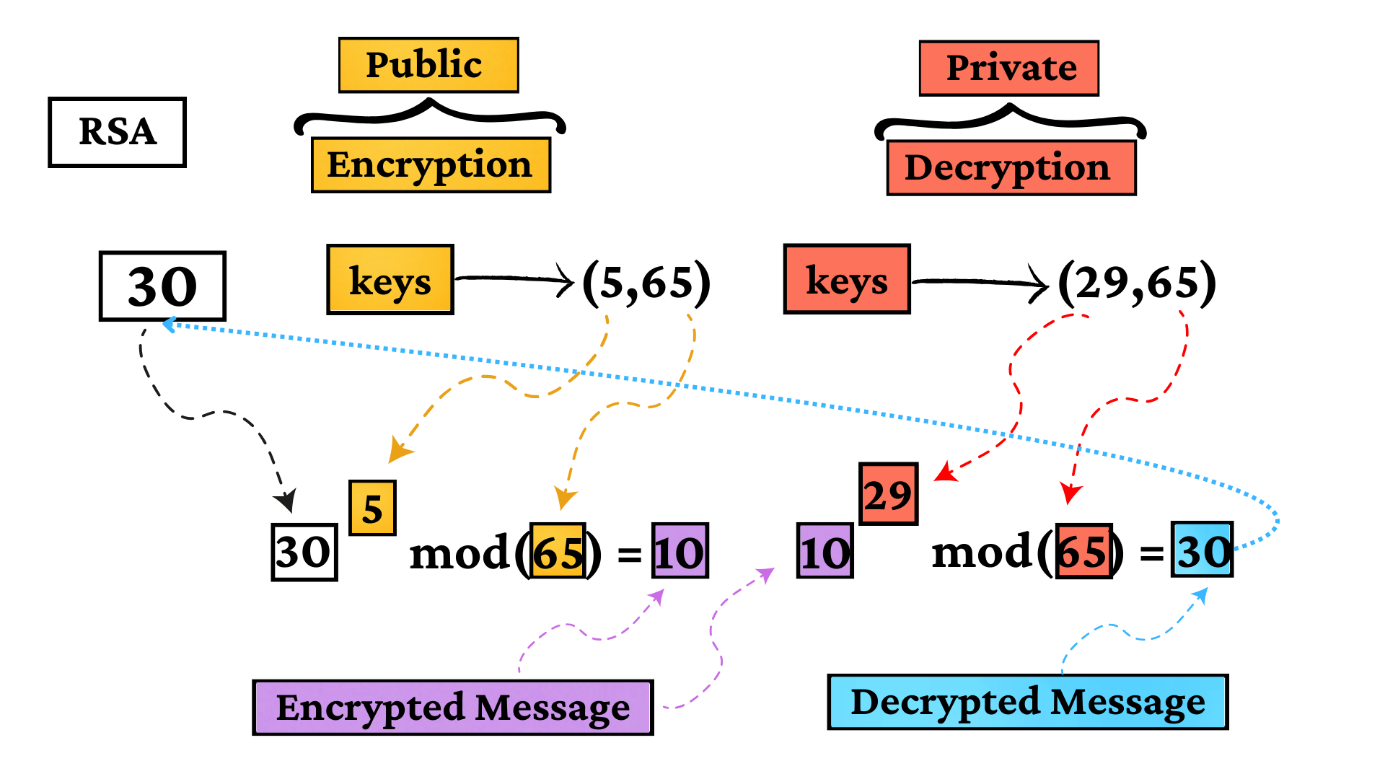 Public
Private
RSA
Encryption
Decryption
30
keys
(5,65)
keys
(29,65)
5
29
30
mod(65) = 10
10
mod(65) = 30
Encrypted Message
Decrypted Message